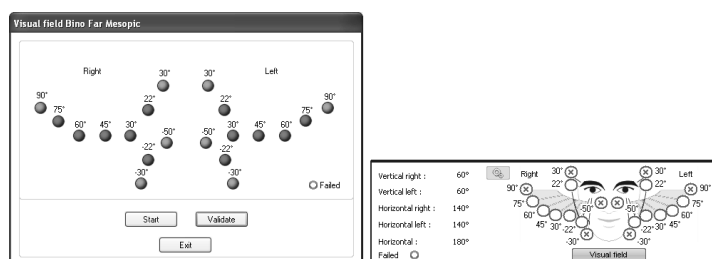 Visual field Bino Far Mesopic
Right 30° 30° Left
90° 75° 22° 22° 75° 90°
60° 45° 30° -50° -50° 30° 45° 60°
-22° -22°
-30° -30°
Failed
Start Validate
Exit
Vertical right : 60°
Vertical left : 60°
Horizontal right : 140°
Horizontal left : 140°
Horizontal : 180°
Failed
Right 30° 30° Left
90° 22° 22° 90°
75° -50° -50° 75°
60° 60°
45° 30° -22° -22° 30° 45°
-30° -30°
Visual field